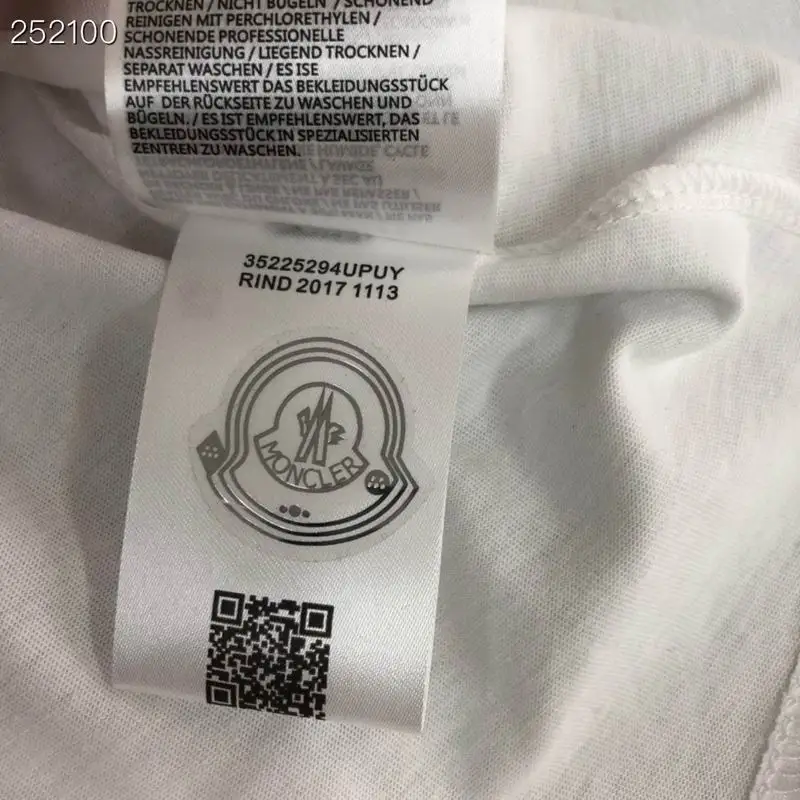 252100
TROCKNEN / NICHT BÜGELN / SCHONEND
REINIGEN MIT PERCHLORETHYLEN /
SCHONENDE PROFESSIONELLE
NASSREINIGUNG / LIEGEND TROCKNEN /
SEPARAT WASCHEN / ES ISE
EMPFEHLENSWERT DAS BEKLEIDUNGSSTÜCK
AUF DER RÜCKSEITE ZU WASCHEN UND
BÜGELN. / ES IST EMPFEHLENSWERT, DAS
BEKLEIDUNGSSTÜCK IN SPEZIALISIERTEN
ZENTREN ZU WASCHEN.
35225294UPUY
RIND 2017 1113
MONCLER